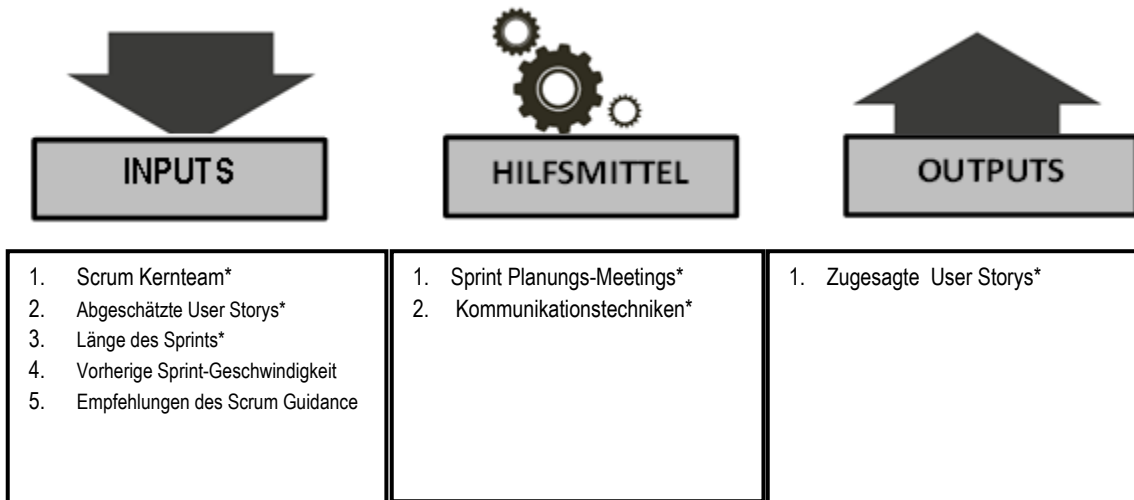 INPUTS
HILFSMITTEL
OUTPUTS
1. Scrum Kernteam*
2. Abgeschätzte User Storys*
3. Länge des Sprints*
4. Vorherige Sprint-Geschwindigkeit
5. Empfehlungen des Scrum Guidance
1. Sprint Planungs-Meetings*
2. Kommunikationstechniken*
1. Zugesagte User Storys*